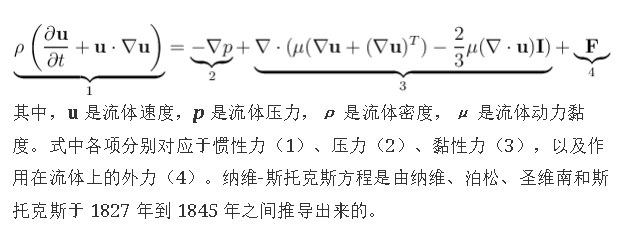 ρ(∂u/∂t + u · ∇u) = −∇p + ∇ · (μ(∇u + (∇u)ᵀ) − 2/3 μ(∇ · u)I) + F
1 2 3 4
其中，u 是流体速度，p 是流体压力，ρ 是流体密度，μ 是流体动力黏
度。式中各项分别对应于惯性力（1）、压力（2）、黏性力（3），以及作
用在流体上的外力（4）。纳维-斯托克斯方程是由纳维、泊松、圣维南和斯
托克斯于 1827 年到 1845 年之间推导出来的。